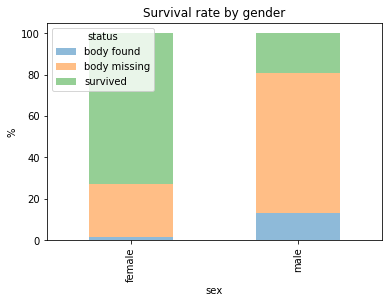 Survival rate by gender
status
body found
body missing
survived
%
100
80
60
40
20
0
female
male
sex